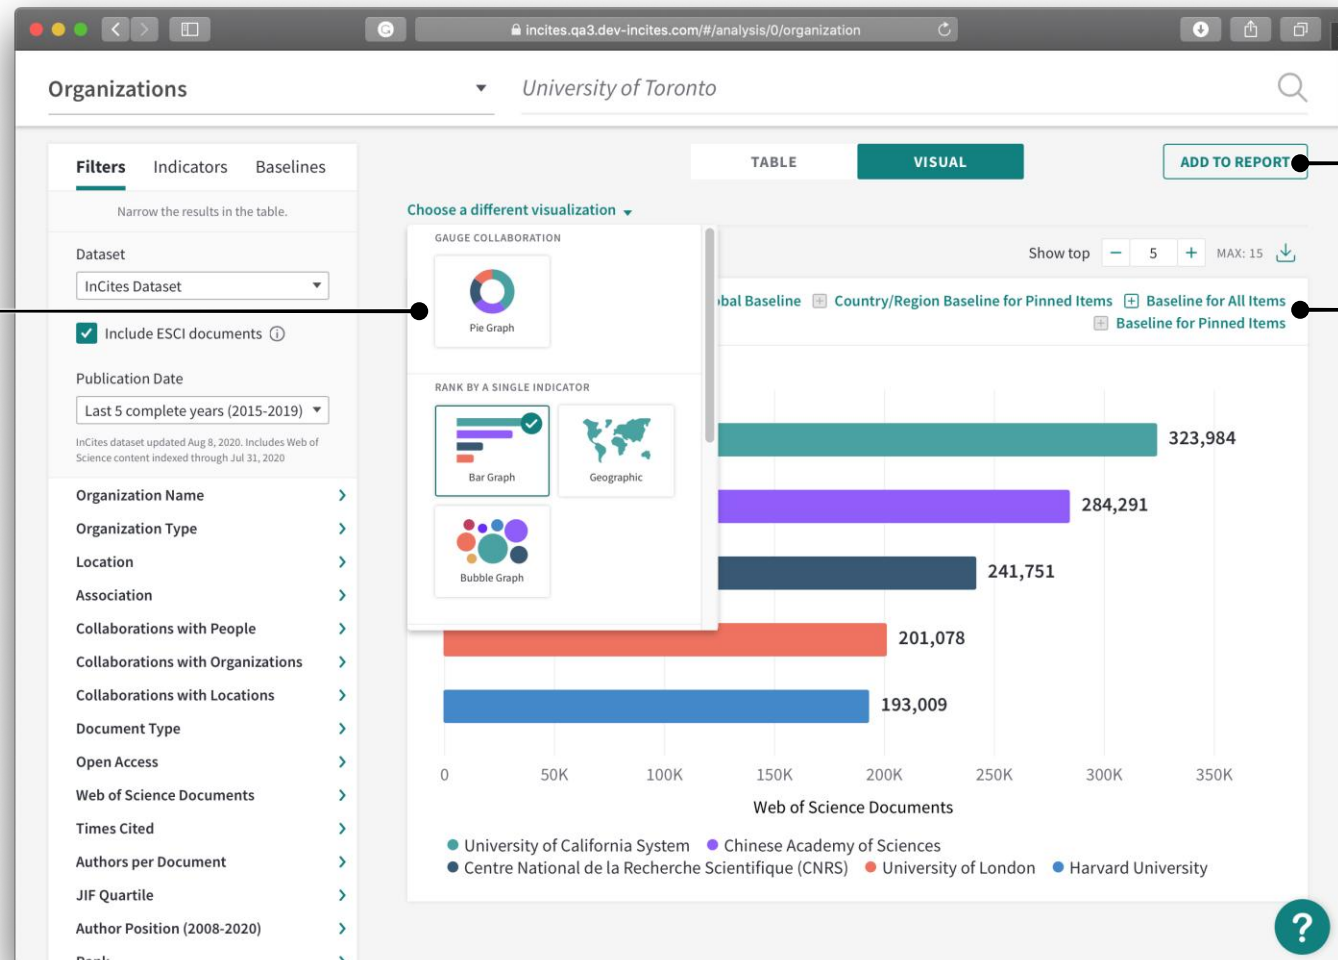 incites.qa3.dev-incites.com/#/analysis/0/organization
Organizations
University of Toronto
Filters Indicators Baselines
Narrow the results in the table.
Dataset
InCites Dataset
Include ESCI documents
Publication Date
Last 5 complete years (2015-2019)
InCites dataset updated Aug 8, 2020. Includes Web of
Science content indexed through Jul 31, 2020
Organization Name
Organization Type
Location
Association
Collaborations with People
Collaborations with Organizations
Collaborations with Locations
Document Type
Open Access
Web of Science Documents
Times Cited
Authors per Document
JIF Quartile
Author Position (2008-2020)
TABLE VISUAL
ADD TO REPORT
Choose a different visualization
GAUGE COLLABORATION
Pie Graph
RANK BY A SINGLE INDICATOR
Bar Graph Geographic
Bubble Graph
Show top − 5 + MAX: 15
Baseline Country/Region Baseline for Pinned Items Baseline for All Items
Baseline for Pinned Items
323,984
284,291
241,751
201,078
193,009
0 50K 100K 150K 200K 250K 300K 350K
Web of Science Documents
University of California System Chinese Academy of Sciences
Centre National de la Recherche Scientifique (CNRS) University of London Harvard University
?